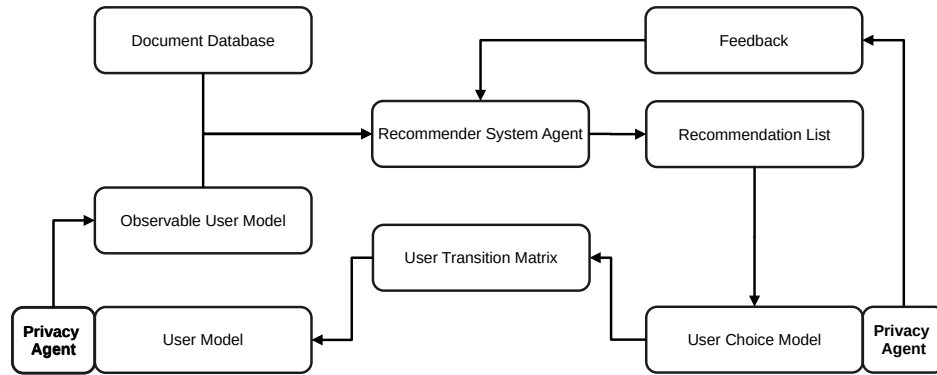 Document Database
Feedback
Recommender System Agent
Recommendation List
Observable User Model
User Transition Matrix
Privacy
Agent
User Model
User Choice Model
Privacy
Agent